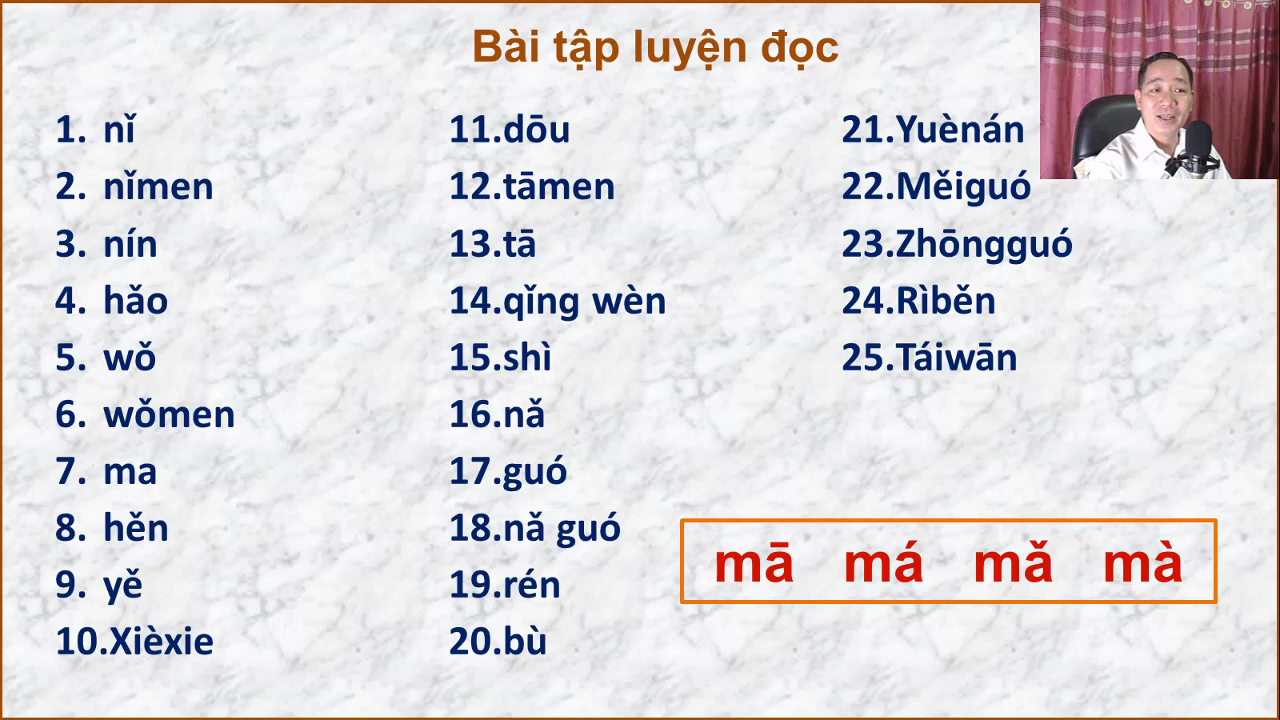 Bài tập luyện đọc
1. nǐ
2. nǐmen
3. nín
4. hǎo
5. wǒ
6. wǒmen
7. ma
8. hěn
9. yě
10.Xièxie
11.dōu
12.tāmen
13.tā
14.qǐng wèn
15.shì
16.nǎ
17.guó
18.nǎ guó
19.rén
20.bù
21.Yuènán
22.Měiguó
23.Zhōngguó
24.Rìběn
25.Táiwān
mā má mǎ mà